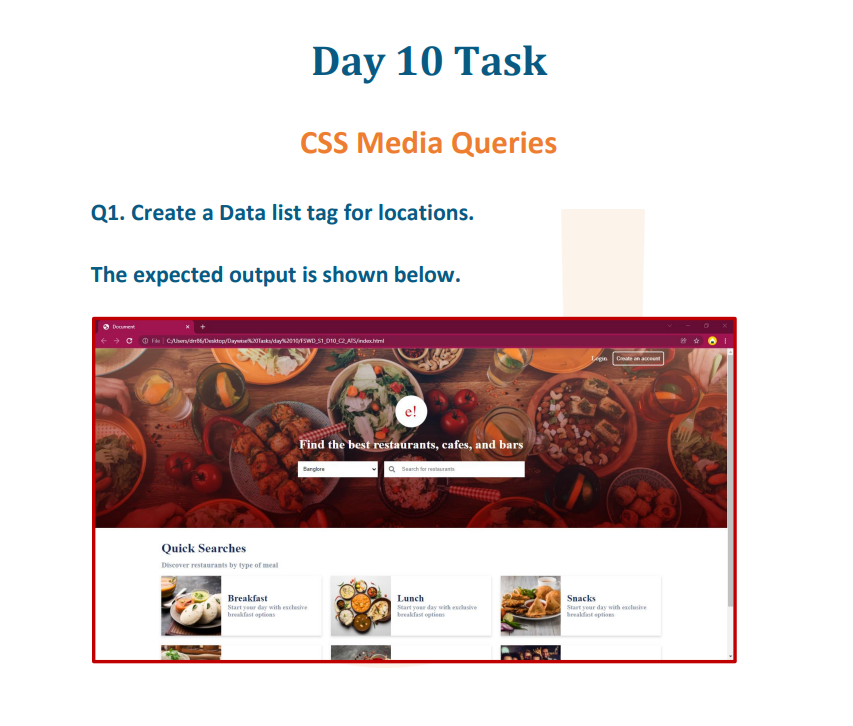 Day 10 Task
CSS Media Queries
Q1. Create a Data list tag for locations.
The expected output is shown below.
Document
File | C:/Users/drr86/Desktop/Daywise%20Tasks/day%2010/FSWD_S1_D10_C2_ATS/index.html
Login Create an account
e!
Find the best restaurants, cafes, and bars
Banglore Search for restaurants
Quick Searches
Discover restaurants by type of meal
Breakfast
Start your day with exclusive
breakfast options
Lunch
Start your day with exclusive
breakfast options
Snacks
Start your day with exclusive
breakfast options